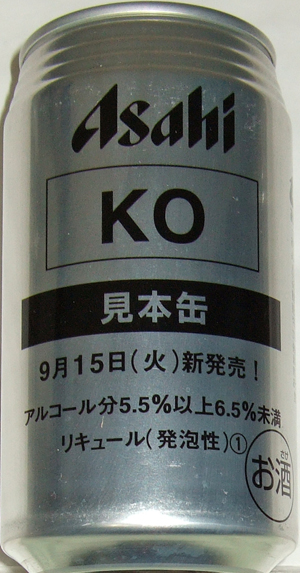 Asahi
KO
見本缶
9月15日(火)新発売!
アルコール分5.5%以上6.5%未満
リキュール(発泡性)①
さけ
お酒